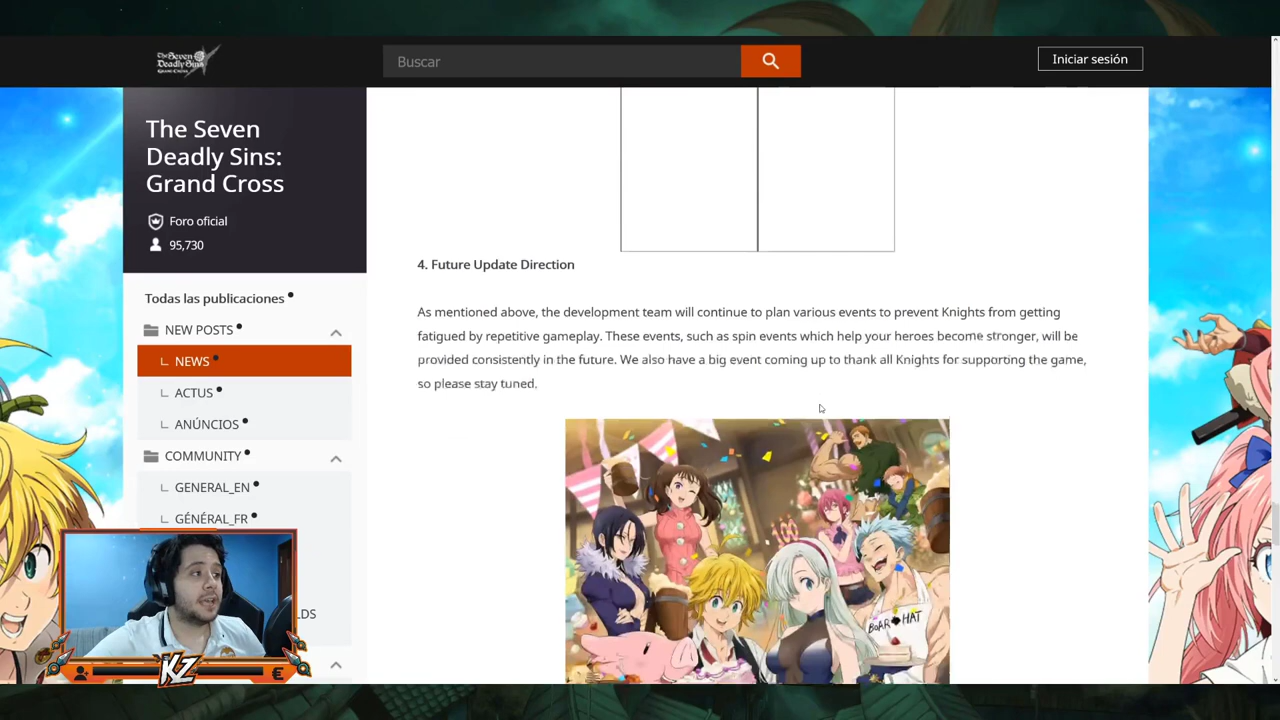 The Seven
Deadly Sins
GRAND CROSS
Buscar
Iniciar sesión
The Seven
Deadly Sins:
Grand Cross
Foro oficial
95,730
Todas las publicaciones
NEW POSTS
NEWS
ACTUS
ANÚNCIOS
COMMUNITY
GENERAL_EN
GÉNÉRAL_FR
LDS
4. Future Update Direction
As mentioned above, the development team will continue to plan various events to prevent Knights from getting
fatigued by repetitive gameplay. These events, such as spin events which help your heroes become stronger, will be
provided consistently in the future. We also have a big event coming up to thank all Knights for supporting the game,
so please stay tuned.
BOAR HAT
KZ
€